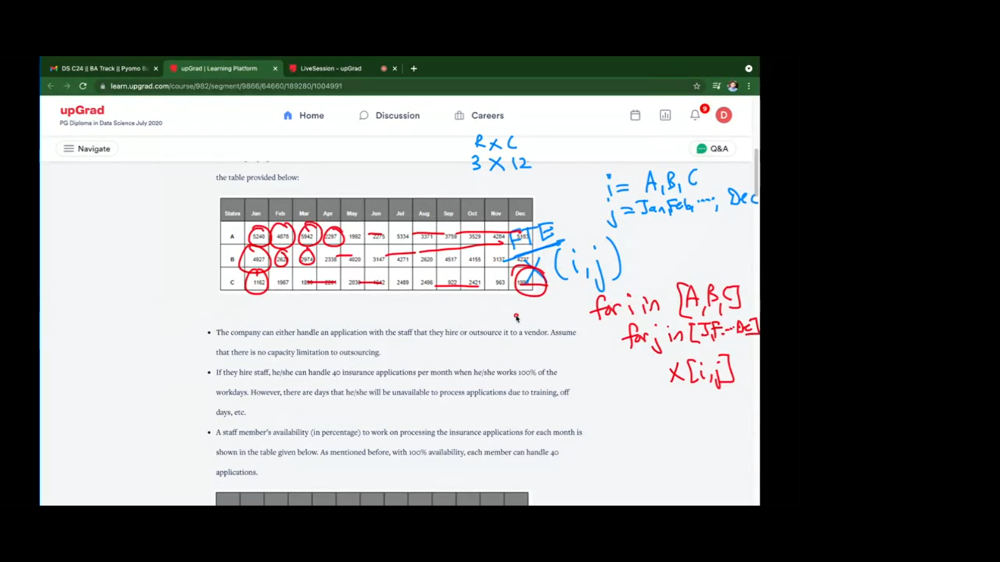 DS C24 || BA Track || Pyomo B
upGrad | Learning Platform
LiveSession - upGrad
learn.upgrad.com/course/982/segment/9866/64660/189280/1004991
upGrad
PG Diploma in Data Science July 2020
Home
Discussion
Careers
9
D
Navigate
Q&A
R X C
3 X 12
the table provided below:
i = A, B, C
j = Jan, Feb, ...., Dec
States Jan Feb Mar Apr May Jun Jul Aug Sep Oct Nov Dec
A 5240 4878 5942 2297 1992 2275 5334 3371 3759 3529 4284 5183
B 4927 2974 2338 4020 3147 4271 2620 4517 4155 3137 4227
C 1162 1967 2489 2496 922 2421 963
FTE
X (i,j)
for i in [A, B, C]
for j in [J,F...Dec]
X [i,j]
• The company can either handle an application with the staff that they hire or outsource it to a vendor. Assume
that there is no capacity limitation to outsourcing.
• If they hire staff, he/she can handle 40 insurance applications per month when he/she works 100% of the
workdays. However, there are days that he/she will be unavailable to process applications due to training, off
days, etc.
• A staff member's availability (in percentage) to work on processing the insurance applications for each month is
shown in the table given below. As mentioned before, with 100% availability, each member can handle 40
applications.